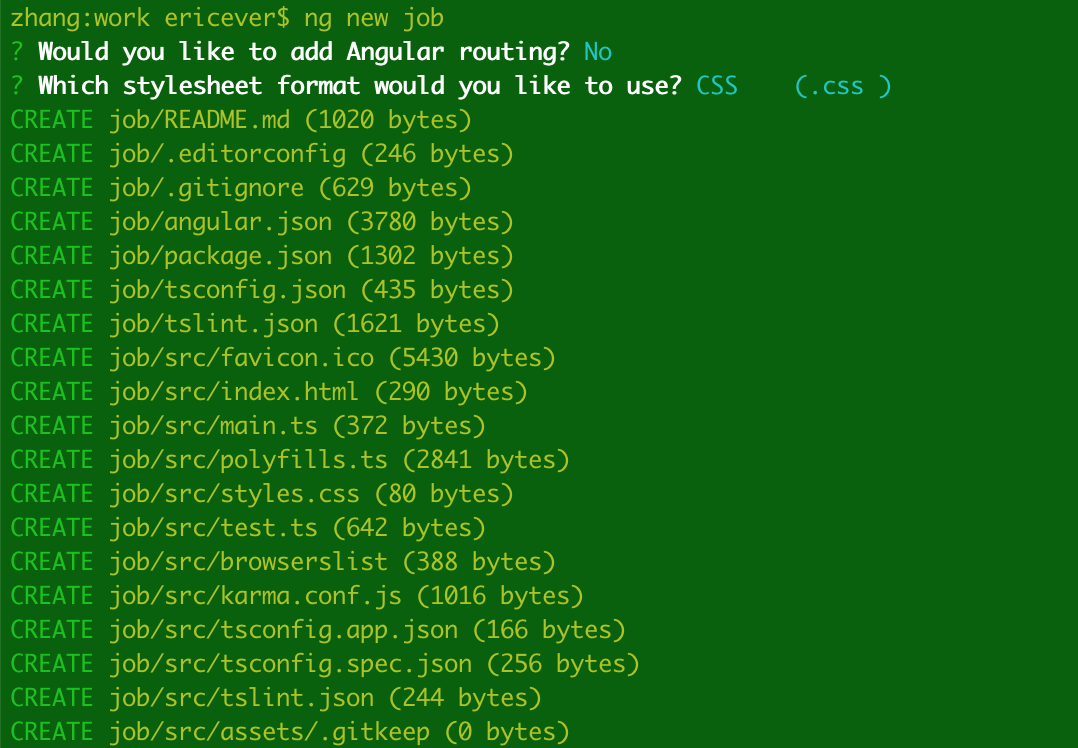 zhang:work ericever$ ng new job
? Would you like to add Angular routing? No
? Which stylesheet format would you like to use? CSS    (.css )
CREATE job/README.md (1020 bytes)
CREATE job/.editorconfig (246 bytes)
CREATE job/.gitignore (629 bytes)
CREATE job/angular.json (3780 bytes)
CREATE job/package.json (1302 bytes)
CREATE job/tsconfig.json (435 bytes)
CREATE job/tslint.json (1621 bytes)
CREATE job/src/favicon.ico (5430 bytes)
CREATE job/src/index.html (290 bytes)
CREATE job/src/main.ts (372 bytes)
CREATE job/src/polyfills.ts (2841 bytes)
CREATE job/src/styles.css (80 bytes)
CREATE job/src/test.ts (642 bytes)
CREATE job/src/browserslist (388 bytes)
CREATE job/src/karma.conf.js (1016 bytes)
CREATE job/src/tsconfig.app.json (166 bytes)
CREATE job/src/tsconfig.spec.json (256 bytes)
CREATE job/src/tslint.json (244 bytes)
CREATE job/src/assets/.gitkeep (0 bytes)